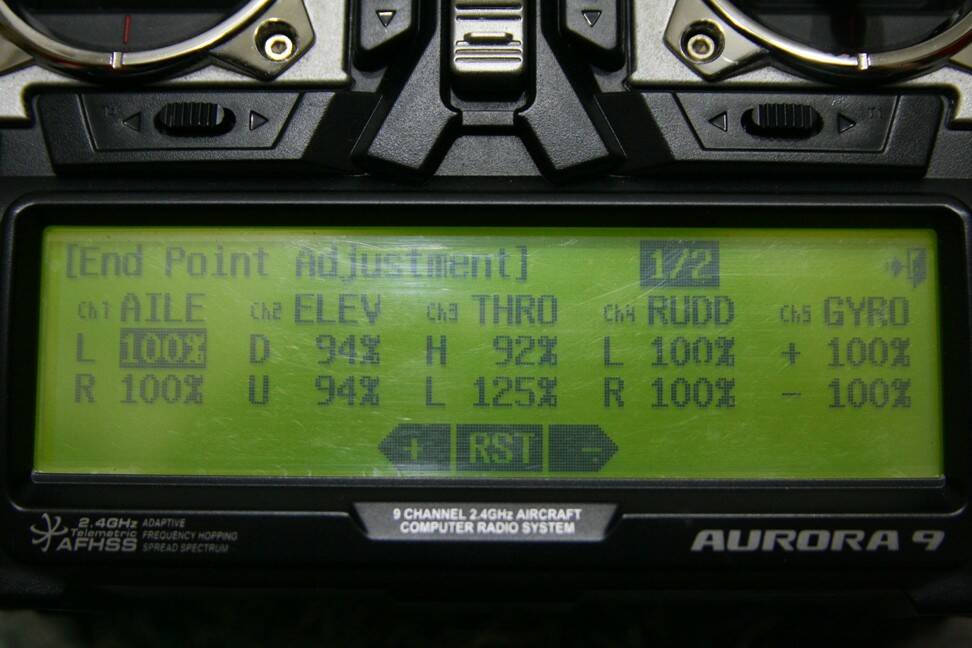 [End Point Adjustment] 1/2
Ch1 AILE Ch2 ELEV Ch3 THRO Ch4 RUDD Ch5 GYRO
L 100% D 94% H 92% L 100% + 100%
R 100% U 94% L 125% R 100% - 100%
+ RST -
2.4GHz
Telemetric
AFHSS
ADAPTIVE
FREQUENCY HOPPING
SPREAD SPECTRUM
9 CHANNEL 2.4GHz AIRCRAFT
COMPUTER RADIO SYSTEM
AURORA 9